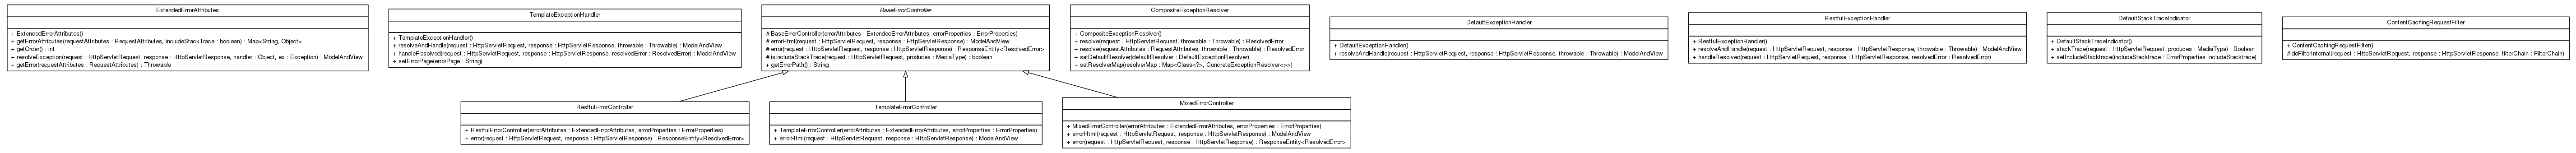 ExtendedErrorAttributes
+ ExtendedErrorAttributes()
+ getErrorAttributes(requestAttributes : RequestAttributes, includeStackTrace : boolean) : Map<String, Object>
+ getOrder() : int
+ resolveException(request : HttpServletRequest, response : HttpServletResponse, handler : Object, ex : Exception) : ModelAndView
+ getError(requestAttributes : RequestAttributes) : Throwable
TemplateExceptionHandler
+ TemplateExceptionHandler()
+ resolveAndHandle(request : HttpServletRequest, response : HttpServletResponse, throwable : Throwable) : ModelAndView
+ handleResolved(request : HttpServletRequest, response : HttpServletResponse, resolvedError : ResolvedError) : ModelAndView
+ setErrorPage(errorPage : String)
BaseErrorController
# BaseErrorController(errorAttributes : ExtendedErrorAttributes, errorProperties : ErrorProperties)
# errorHtml(request : HttpServletRequest, response : HttpServletResponse) : ModelAndView
# error(request : HttpServletRequest, response : HttpServletResponse) : ResponseEntity<ResolvedError>
# isIncludeStackTrace(request : HttpServletRequest, produces : MediaType) : boolean
+ getErrorPath() : String
CompositeExceptionResolver
+ CompositeExceptionResolver()
+ resolve(request : HttpServletRequest, throwable : Throwable) : ResolvedError
+ resolve(requestAttributes : RequestAttributes, throwable : Throwable) : ResolvedError
+ setDefaultResolver(defaultResolver : DefaultExceptionResolver)
+ setResolverMap(resolverMap : Map<Class<?>, ConcreteExceptionResolver<>>)
DefaultExceptionHandler
+ DefaultExceptionHandler()
+ resolveAndHandle(request : HttpServletRequest, response : HttpServletResponse, throwable : Throwable) : ModelAndView
RestfulExceptionHandler
+ RestfulExceptionHandler()
+ resolveAndHandle(request : HttpServletRequest, response : HttpServletResponse, throwable : Throwable) : ModelAndView
+ handleResolved(request : HttpServletRequest, response : HttpServletResponse, resolvedError : ResolvedError)
DefaultStackTraceIndicator
+ DefaultStackTraceIndicator()
+ stackTrace(request : HttpServletRequest, produces : MediaType) : Boolean
+ setIncludeStacktrace(includeStacktrace : ErrorProperties.IncludeStacktrace)
ContentCachingRequestFilter
+ ContentCachingRequestFilter()
# doFilterInternal(request : HttpServletRequest, response : HttpServletResponse, filterChain : FilterChain)
RestfulErrorController
+ RestfulErrorController(errorAttributes : ExtendedErrorAttributes, errorProperties : ErrorProperties)
+ error(request : HttpServletRequest, response : HttpServletResponse) : ResponseEntity<ResolvedError>
TemplateErrorController
+ TemplateErrorController(errorAttributes : ExtendedErrorAttributes, errorProperties : ErrorProperties)
+ errorHtml(request : HttpServletRequest, response : HttpServletResponse) : ModelAndView
MixedErrorController
+ MixedErrorController(errorAttributes : ExtendedErrorAttributes, errorProperties : ErrorProperties)
+ errorHtml(request : HttpServletRequest, response : HttpServletResponse) : ModelAndView
+ error(request : HttpServletRequest, response : HttpServletResponse) : ResponseEntity<ResolvedError>